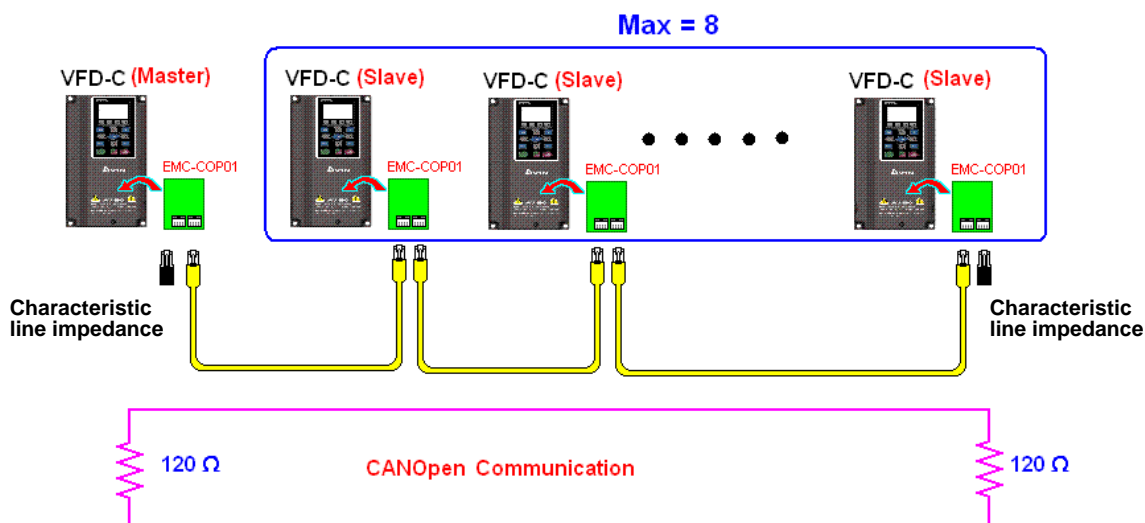 Max = 8
VFD-C (Master)
VFD-C (Slave)
VFD-C (Slave)
VFD-C (Slave)
EMC-COP01
EMC-COP01
EMC-COP01
EMC-COP01
Characteristic
line impedance
Characteristic
line impedance
120 Ω
CANOpen Communication
120 Ω